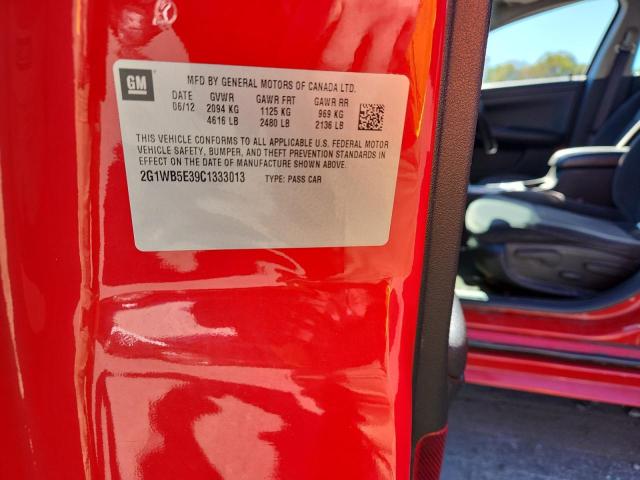 GM
MFD BY GENERAL MOTORS OF CANADA LTD.
DATE GVWR GAWR FRT GAWR RR
06/12 2094 KG 1125 KG 969 KG
4616 LB 2480 LB 2136 LB
THIS VEHICLE CONFORMS TO ALL APPLICABLE U.S. FEDERAL MOTOR
VEHICLE SAFETY, BUMPER, AND THEFT PREVENTION STANDARDS IN
EFFECT ON THE DATE OF MANUFACTURE SHOWN ABOVE.
2G1WB5E39C1333013 TYPE: PASS CAR